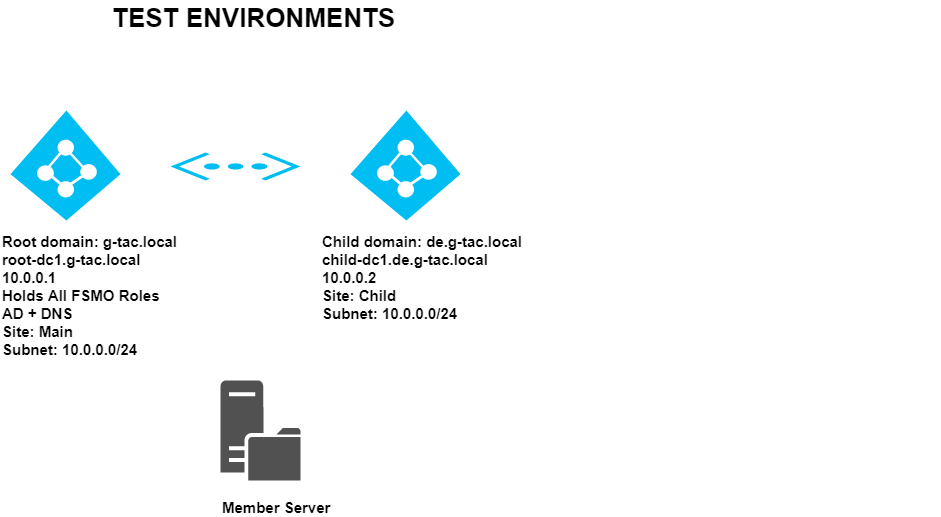 TEST ENVIRONMENTS
Root domain: g-tac.local
root-dc1.g-tac.local
10.0.0.1
Holds All FSMO Roles
AD + DNS
Site: Main
Subnet: 10.0.0.0/24
Child domain: de.g-tac.local
child-dc1.de.g-tac.local
10.0.0.2
Site: Child
Subnet: 10.0.0.0/24
Member Server